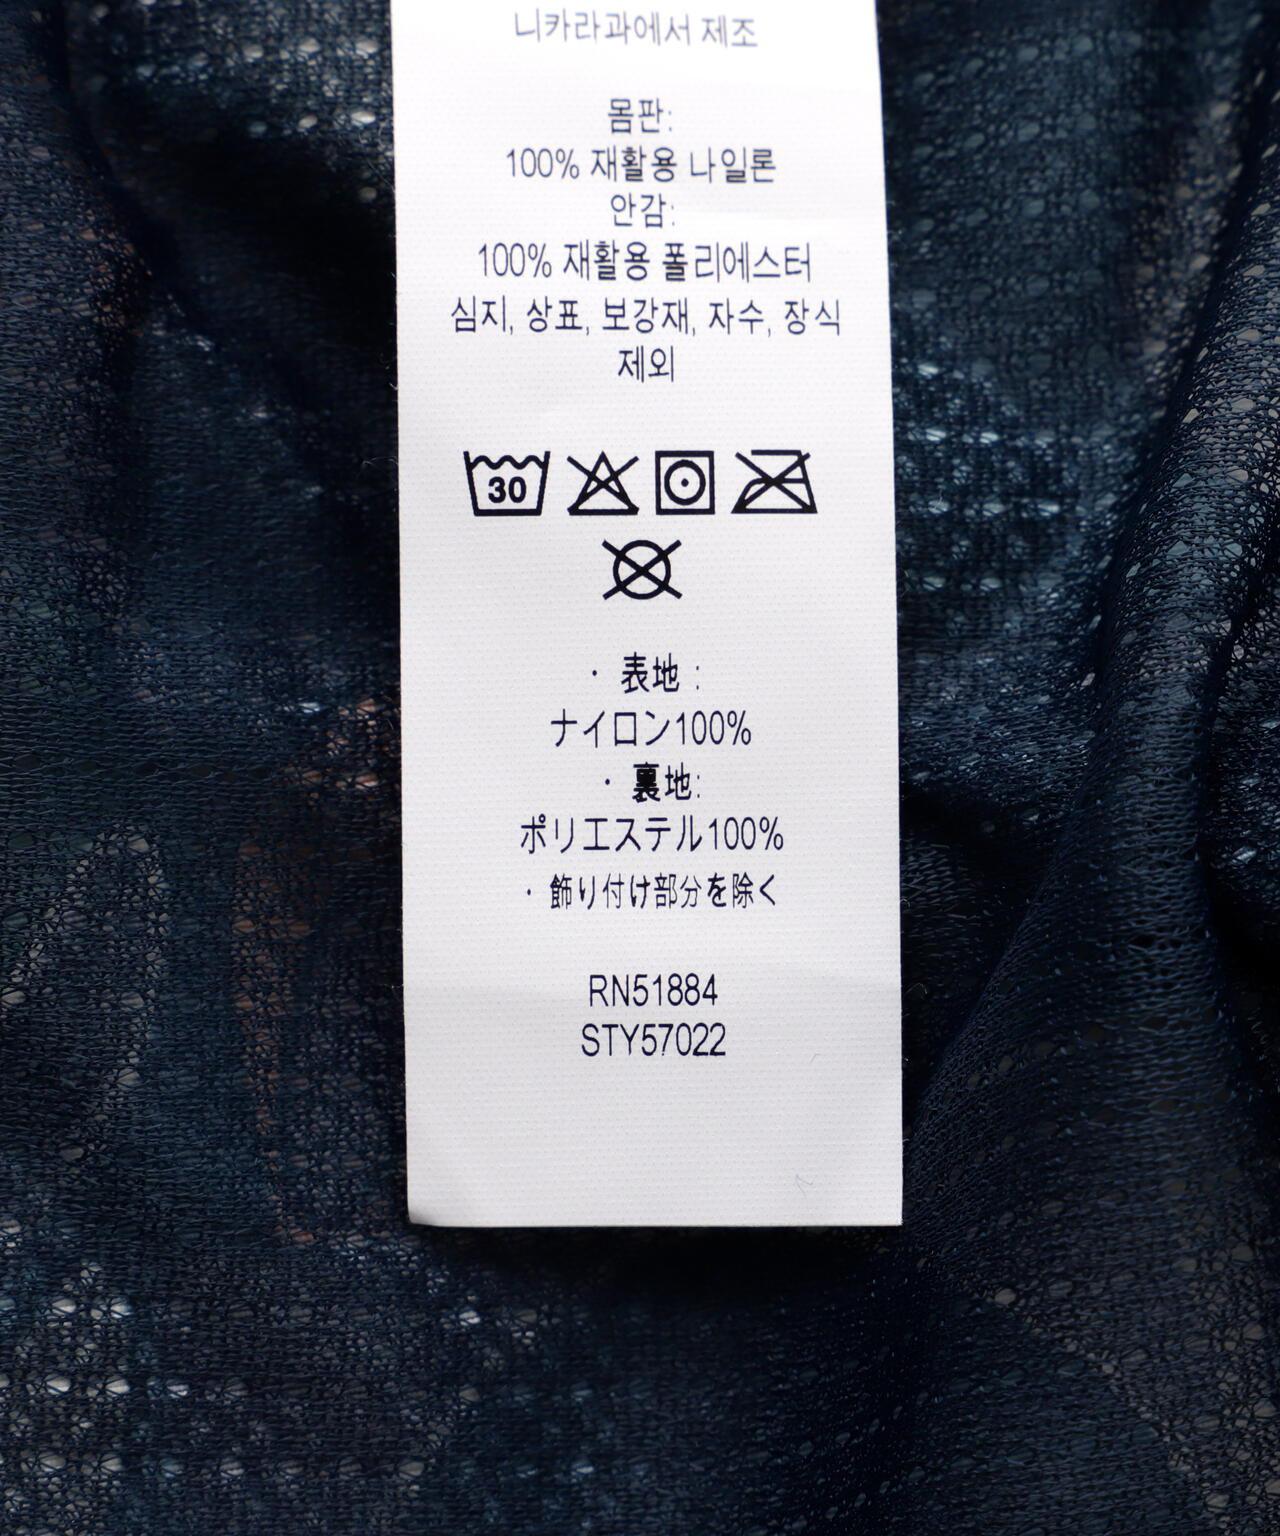 니카라과에서 제조
몸판:
100% 재활용 나일론
안감:
100% 재활용 폴리에스터
심지, 상표, 보강재, 자수, 장식
제외
30
・表地 :
ナイロン100%
・裏地:
ポリエステル100%
・飾り付け部分を除く
RN51884
STY57022